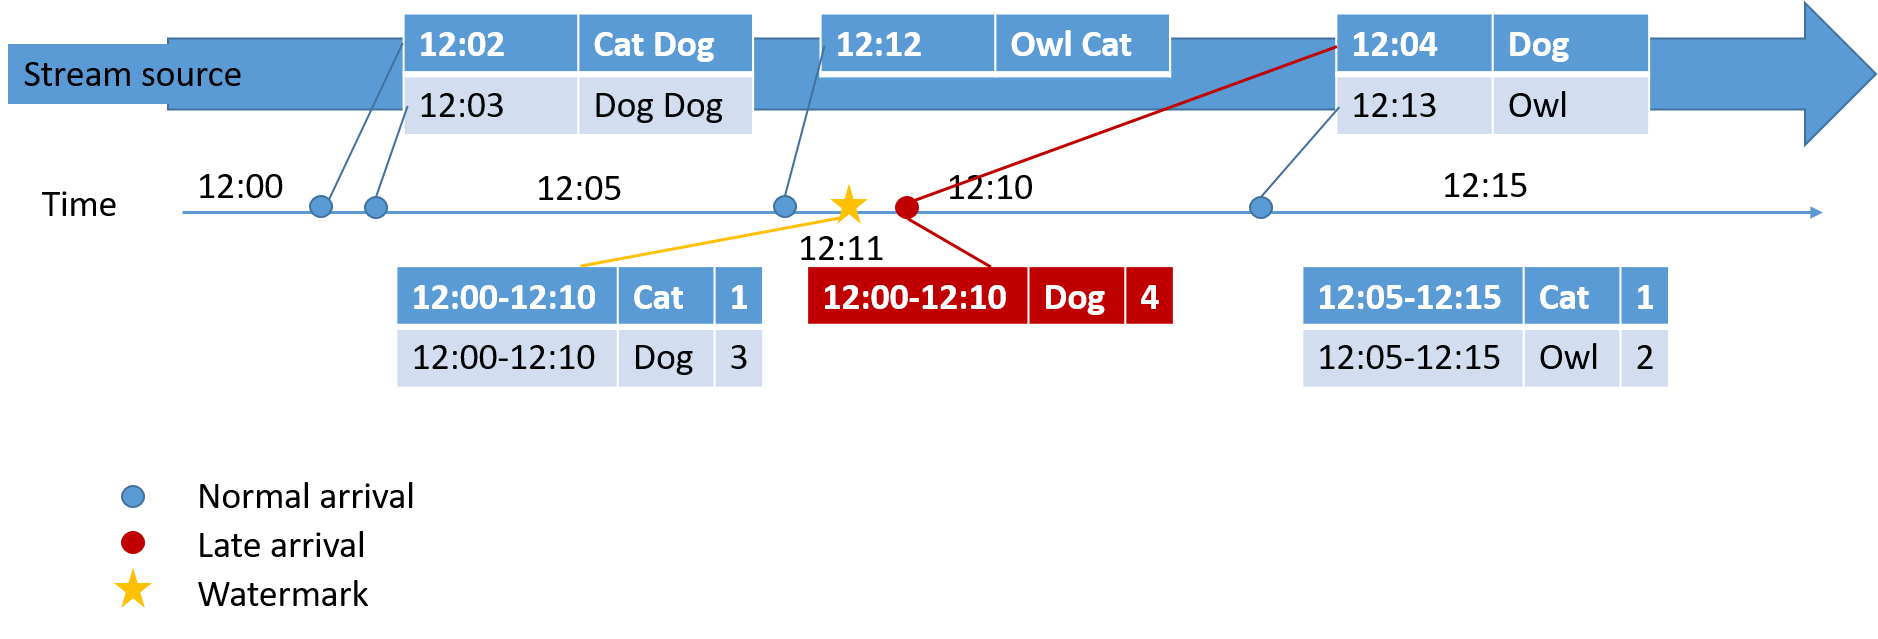 12:02 Cat Dog
12:12 Owl Cat
12:04 Dog
Stream source
12:03 Dog Dog
12:13 Owl
12:00
12:05
12:10
12:15
Time
12:11
12:00-12:10 Cat 1
12:00-12:10 Dog 4
12:05-12:15 Cat 1
12:00-12:10 Dog 3
12:05-12:15 Owl 2
Normal arrival
Late arrival
Watermark